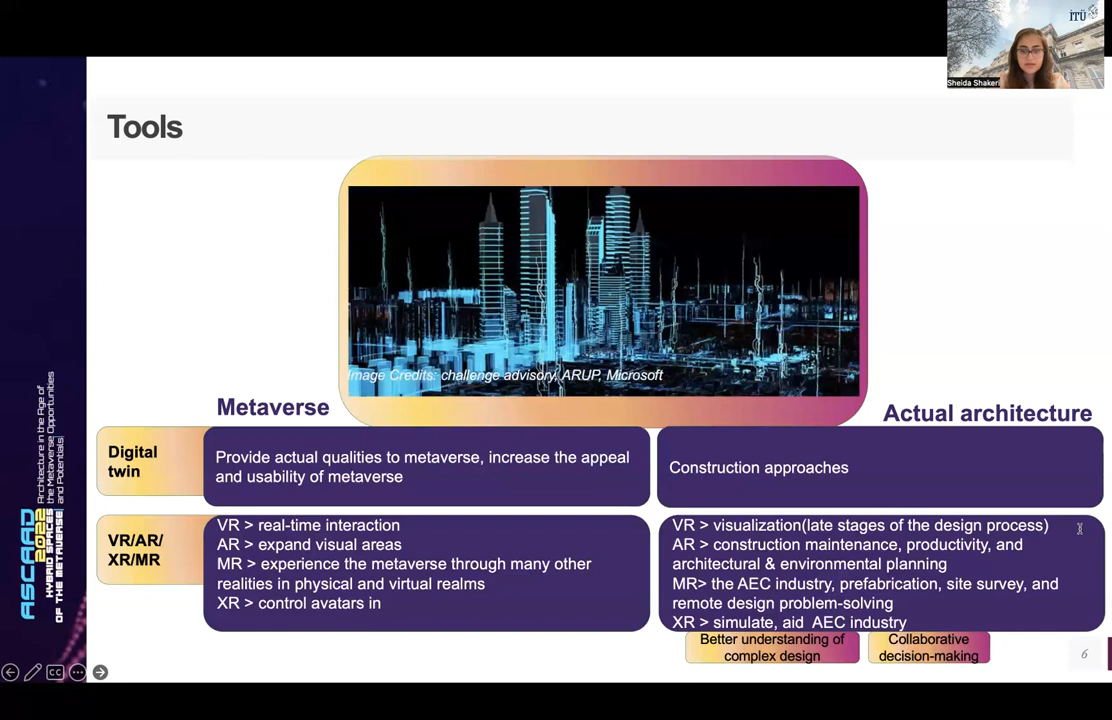 İTÜ
Sheida Shakeri
Tools
Image Credits: challenge advisory, ARUP, Microsoft
Metaverse
Actual architecture
Digital
twin
Provide actual qualities to metaverse, increase the appeal
and usability of metaverse
Construction approaches
VR/AR/
XR/MR
VR > real-time interaction
AR > expand visual areas
MR > experience the metaverse through many other
realities in physical and virtual realms
XR > control avatars in
VR > visualization(late stages of the design process)
AR > construction maintenance, productivity, and
architectural & environmental planning
MR> the AEC industry, prefabrication, site survey, and
remote design problem-solving
XR > simulate, aid AEC industry
Better understanding of
complex design
Collaborative
decision-making
6
CC
ASCAAD
2022
HYBRID SPACES
OF THE METAVERSE
Architecture in the Age of
the Metaverse Opportunities
and Potentials